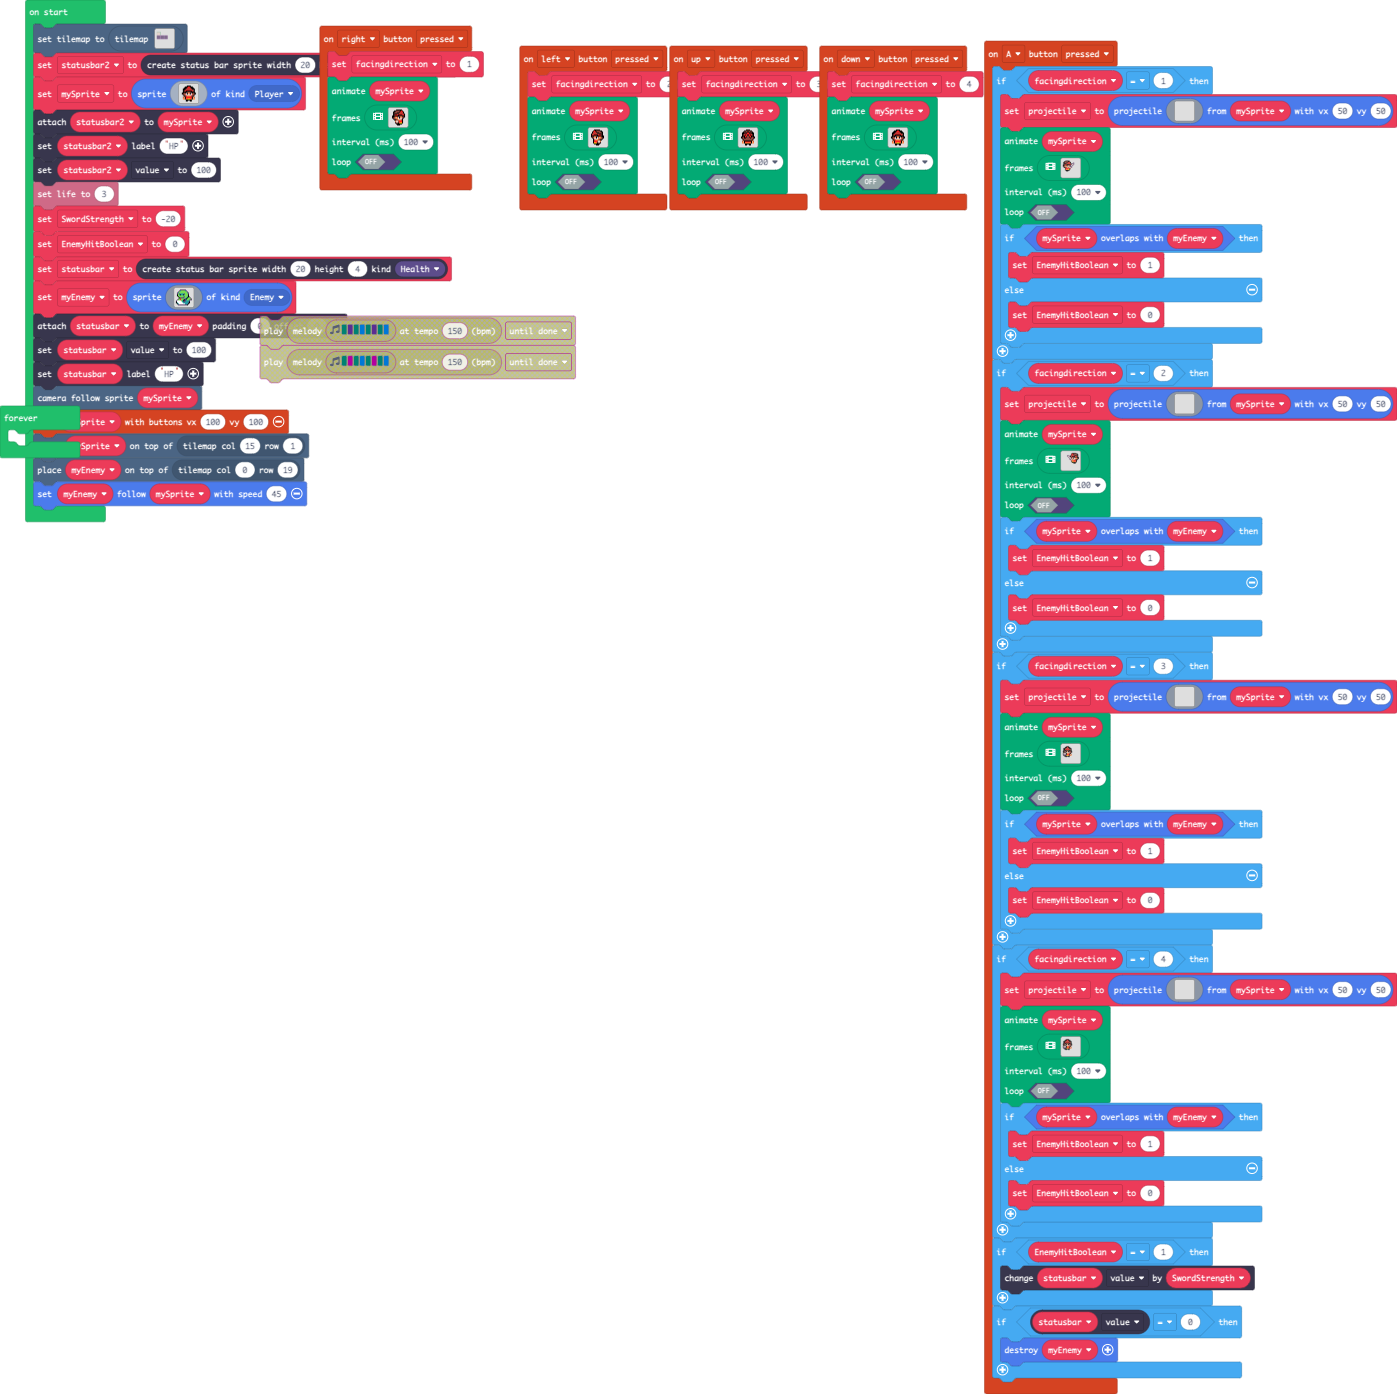 on start
set tilemap to tilemap
set statusbar2 to create status bar sprite width 20
set mySprite to sprite of kind Player
attach statusbar2 to mySprite
set statusbar2 label "HP"
set statusbar2 value to 100
set life to 3
set SwordStrength to -20
set EnemyHitBoolean to 0
set statusbar to create status bar sprite width 20 height 4 kind Health
set myEnemy to sprite of kind Enemy
attach statusbar to myEnemy padding
set statusbar value to 100
set statusbar label "HP"
camera follow sprite mySprite
prite with buttons vx 100 vy 100
Sprite on top of tilemap col 15 row 1
place myEnemy on top of tilemap col 0 row 19
set myEnemy follow mySprite with speed 45
forever
play melody at tempo 150 (bpm) until done
play melody at tempo 150 (bpm) until done
on right button pressed
set facingdirection to 1
animate mySprite
frames
interval (ms) 100
loop OFF
on left button pressed
set facingdirection to
animate mySprite
frames
interval (ms) 100
loop OFF
on up button pressed
set facingdirection to
animate mySprite
frames
interval (ms) 100
loop OFF
on down button pressed
set facingdirection to 4
animate mySprite
frames
interval (ms) 100
loop OFF
on A button pressed
if facingdirection = 1 then
set projectile to projectile from mySprite with vx 50 vy 50
animate mySprite
frames
interval (ms) 100
loop OFF
if mySprite overlaps with myEnemy then
set EnemyHitBoolean to 1
else
set EnemyHitBoolean to 0
if facingdirection = 2 then
set projectile to projectile from mySprite with vx 50 vy 50
animate mySprite
frames
interval (ms) 100
loop OFF
if mySprite overlaps with myEnemy then
set EnemyHitBoolean to 1
else
set EnemyHitBoolean to 0
if facingdirection = 3 then
set projectile to projectile from mySprite with vx 50 vy 50
animate mySprite
frames
interval (ms) 100
loop OFF
if mySprite overlaps with myEnemy then
set EnemyHitBoolean to 1
else
set EnemyHitBoolean to 0
if facingdirection = 4 then
set projectile to projectile from mySprite with vx 50 vy 50
animate mySprite
frames
interval (ms) 100
loop OFF
if mySprite overlaps with myEnemy then
set EnemyHitBoolean to 1
else
set EnemyHitBoolean to 0
if EnemyHitBoolean = 1 then
change statusbar value by SwordStrength
if statusbar value = 0 then
destroy myEnemy